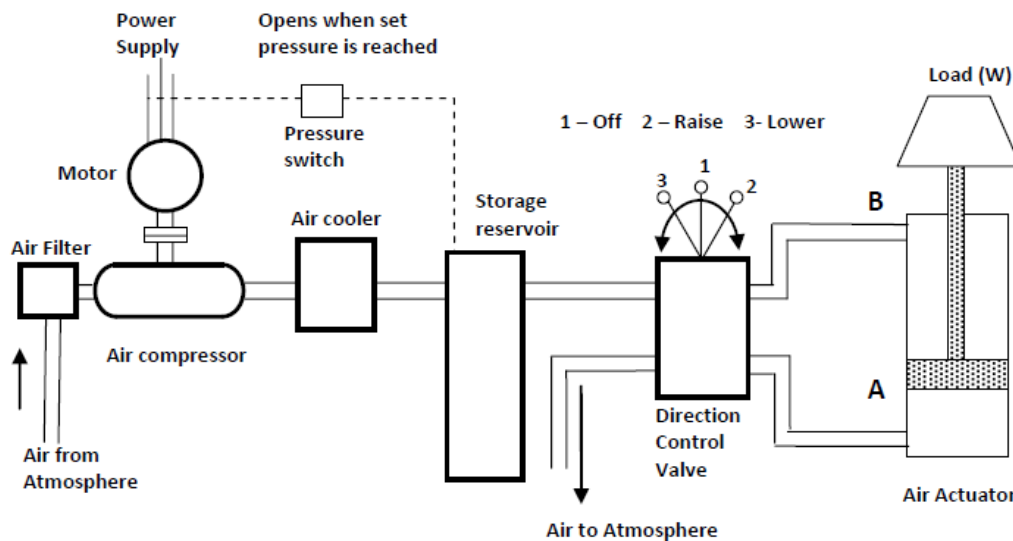 Power
Supply
Opens when set
pressure is reached
Load (W)
1 – Off 2 – Raise 3- Lower
Pressure
switch
Motor
1
3
2
Storage
reservoir
Air cooler
B
Air Filter
Air compressor
A
Direction
Control
Valve
Air from
Atmosphere
Air Actuator
Air to Atmosphere